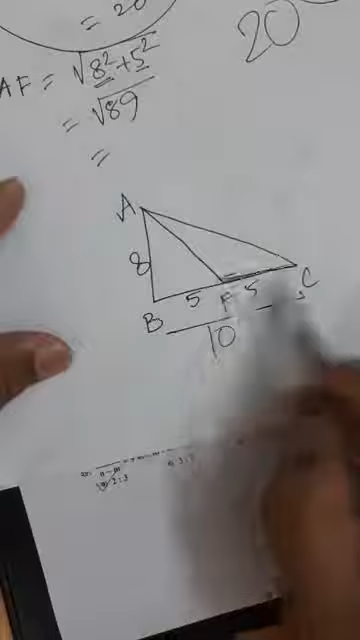 = 20
20
AF = √8²+5²
= √89
=
A
8
5 F 5 C
B
10